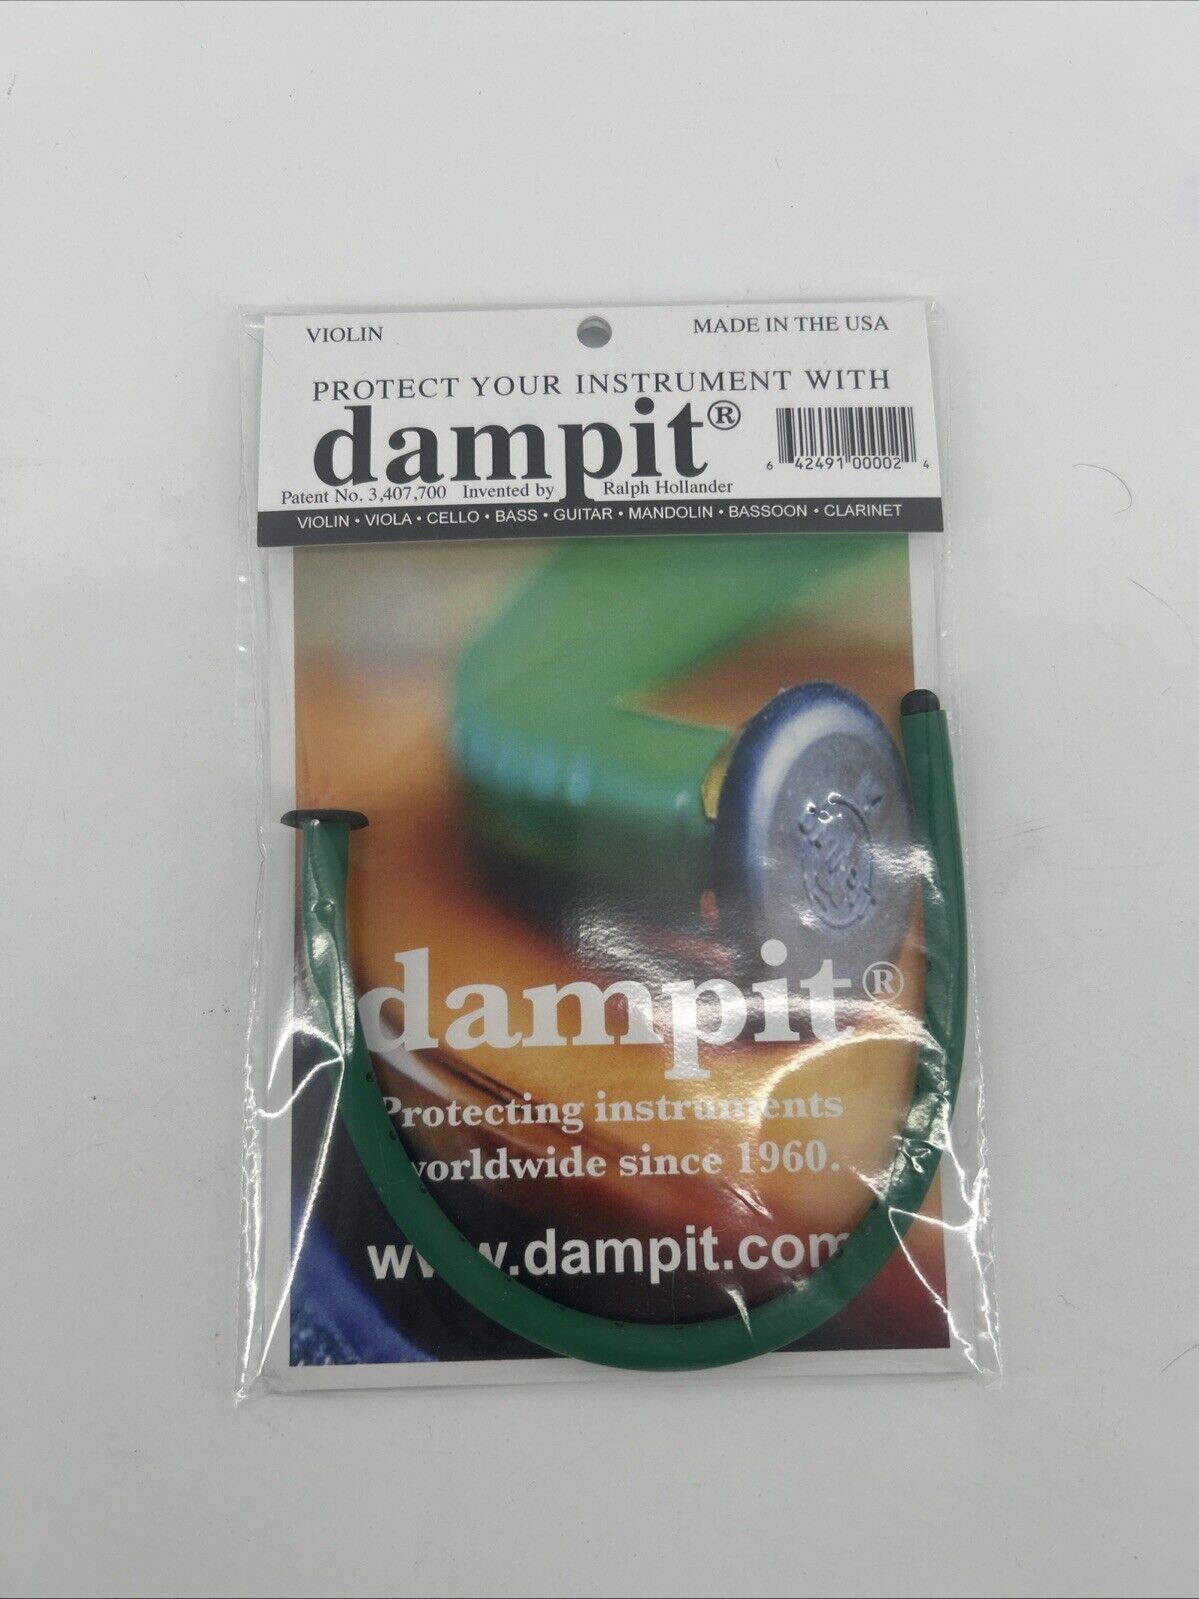 VIOLIN
MADE IN THE USA
PROTECT YOUR INSTRUMENT WITH
dampit®
6 42491 00002 4
Patent No. 3,407,700 Invented by Ralph Hollander
VIOLIN • VIOLA • CELLO • BASS • GUITAR • MANDOLIN • BASSOON • CLARINET
dampit®
Protecting instruments
worldwide since 1960.
www.dampit.com